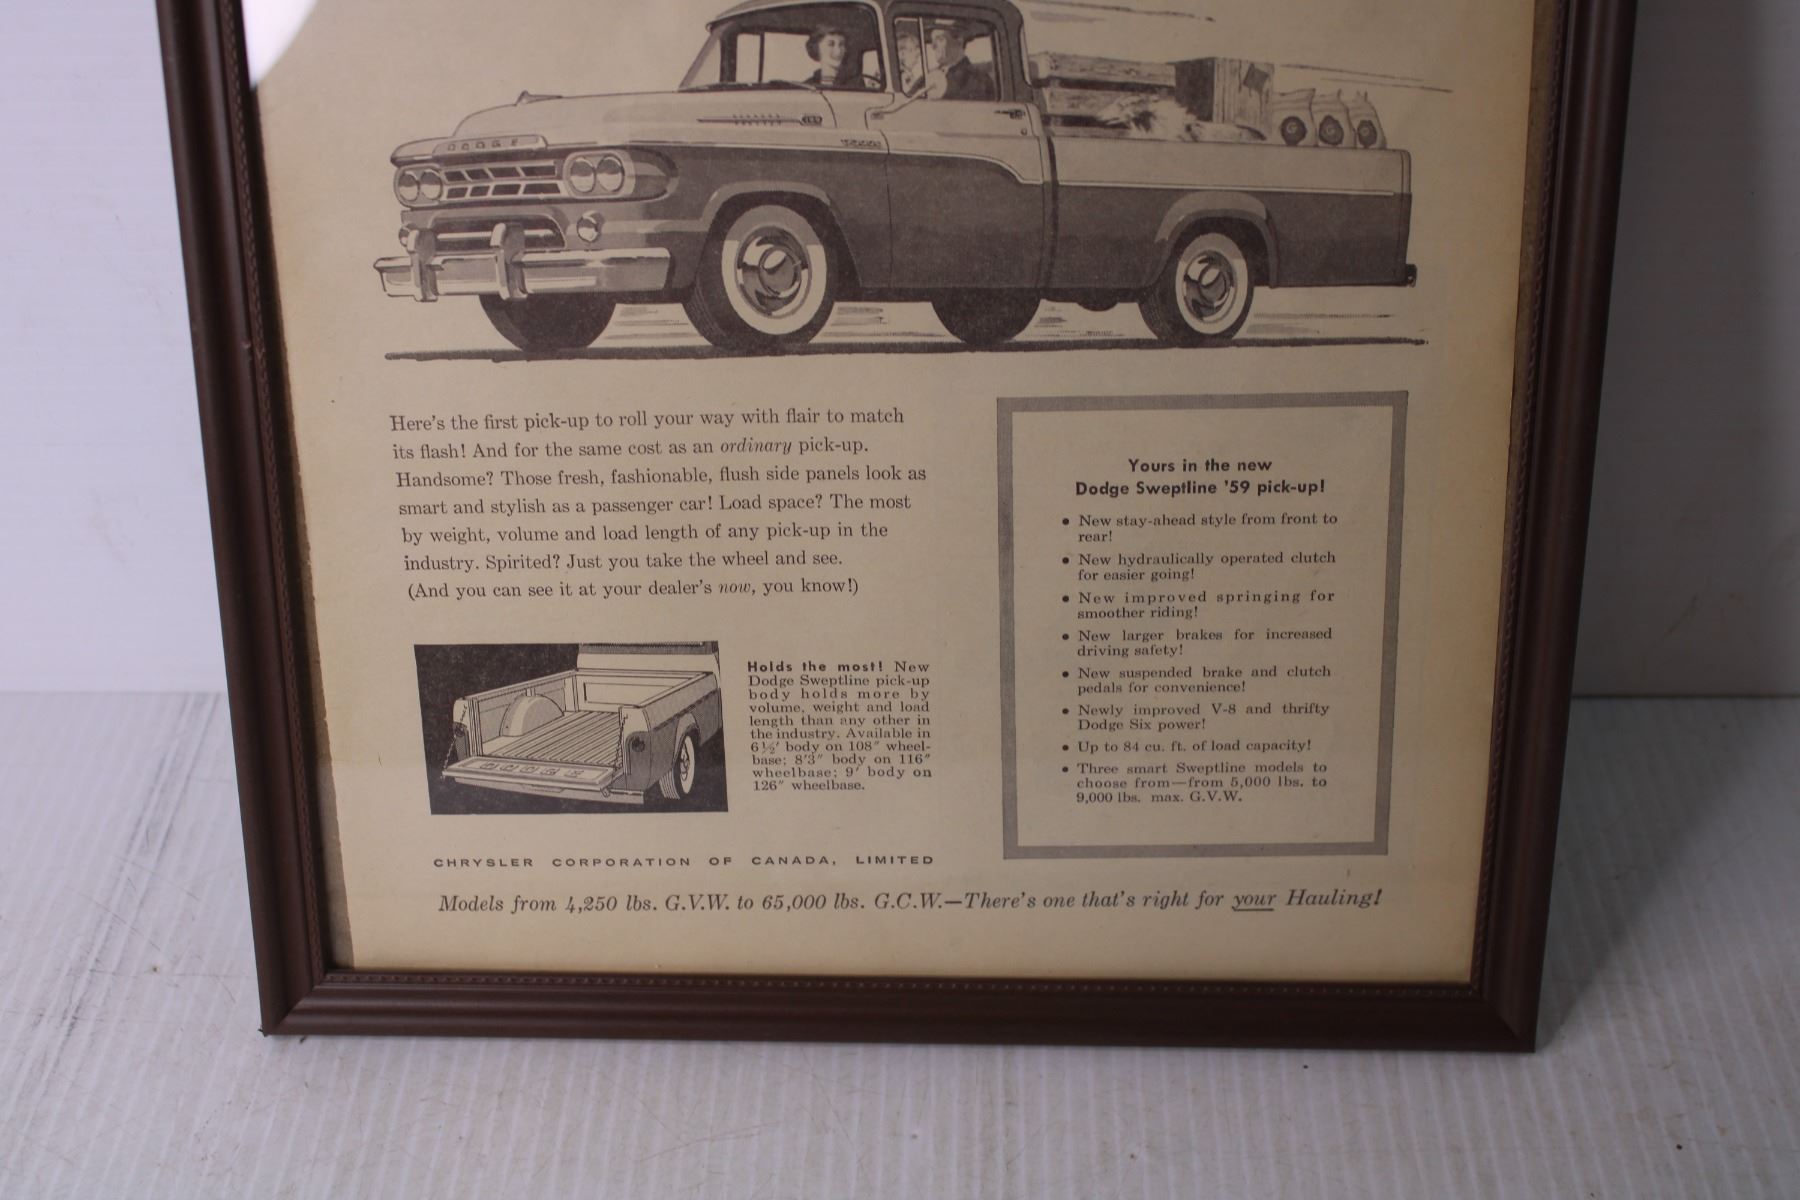 DODGE
Here's the first pick-up to roll your way with flair to match
its flash! And for the same cost as an ordinary pick-up.
Handsome? Those fresh, fashionable, flush side panels look as
smart and stylish as a passenger car! Load space? The most
by weight, volume and load length of any pick-up in the
industry. Spirited? Just you take the wheel and see.
(And you can see it at your dealer's now, you know!)
Holds the most! New
Dodge Sweptline pick-up
body holds more by
volume, weight and load
length than any other in
the industry. Available in
6½' body on 108" wheel-
base; 8'3" body on 116"
wheelbase; 9' body on
126" wheelbase.
DODGE
Yours in the new
Dodge Sweptline '59 pick-up!
• New stay-ahead style from front to
rear!
• New hydraulically operated clutch
for easier going!
• New improved springing for
smoother riding!
• New larger brakes for increased
driving safety!
• New suspended brake and clutch
pedals for convenience!
• Newly improved V-8 and thrifty
Dodge Six power!
• Up to 84 cu. ft. of load capacity!
• Three smart Sweptline models to
choose from—from 5,000 lbs. to
9,000 lbs. max. G.V.W.
CHRYSLER CORPORATION OF CANADA, LIMITED
Models from 4,250 lbs. G.V.W. to 65,000 lbs. G.C.W.—There's one that's right for your Hauling!